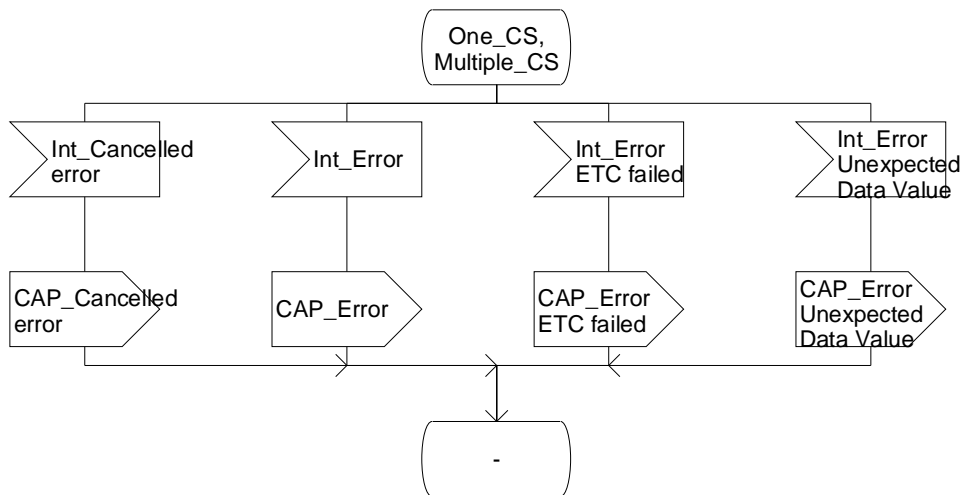 One_CS,
Multiple_CS
Int_Cancelled
error
Int_Error
Int_Error
ETC failed
Int_Error
Unexpected
Data Value
CAP_Cancelled
error
CAP_Error
CAP_Error
ETC failed
CAP_Error
Unexpected
Data Value
-